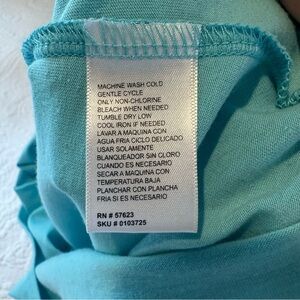 MACHINE WASH COLD
GENTLE CYCLE
ONLY NON-CHLORINE
BLEACH WHEN NEEDED
TUMBLE DRY LOW
COOL IRON IF NEEDED
LAVAR A MAQUINA CON
AGUA FRIA CICLO DELICADO
USAR SOLAMENTE
BLANQUEADOR SIN CLORO
CUANDO ES NECESARIO
SECAR A MAQUINA CON
TEMPERATURA BAJA
PLANCHAR CON PLANCHA
FRIA SI ES NECESARIO
RN # 57623
SKU # 0103725